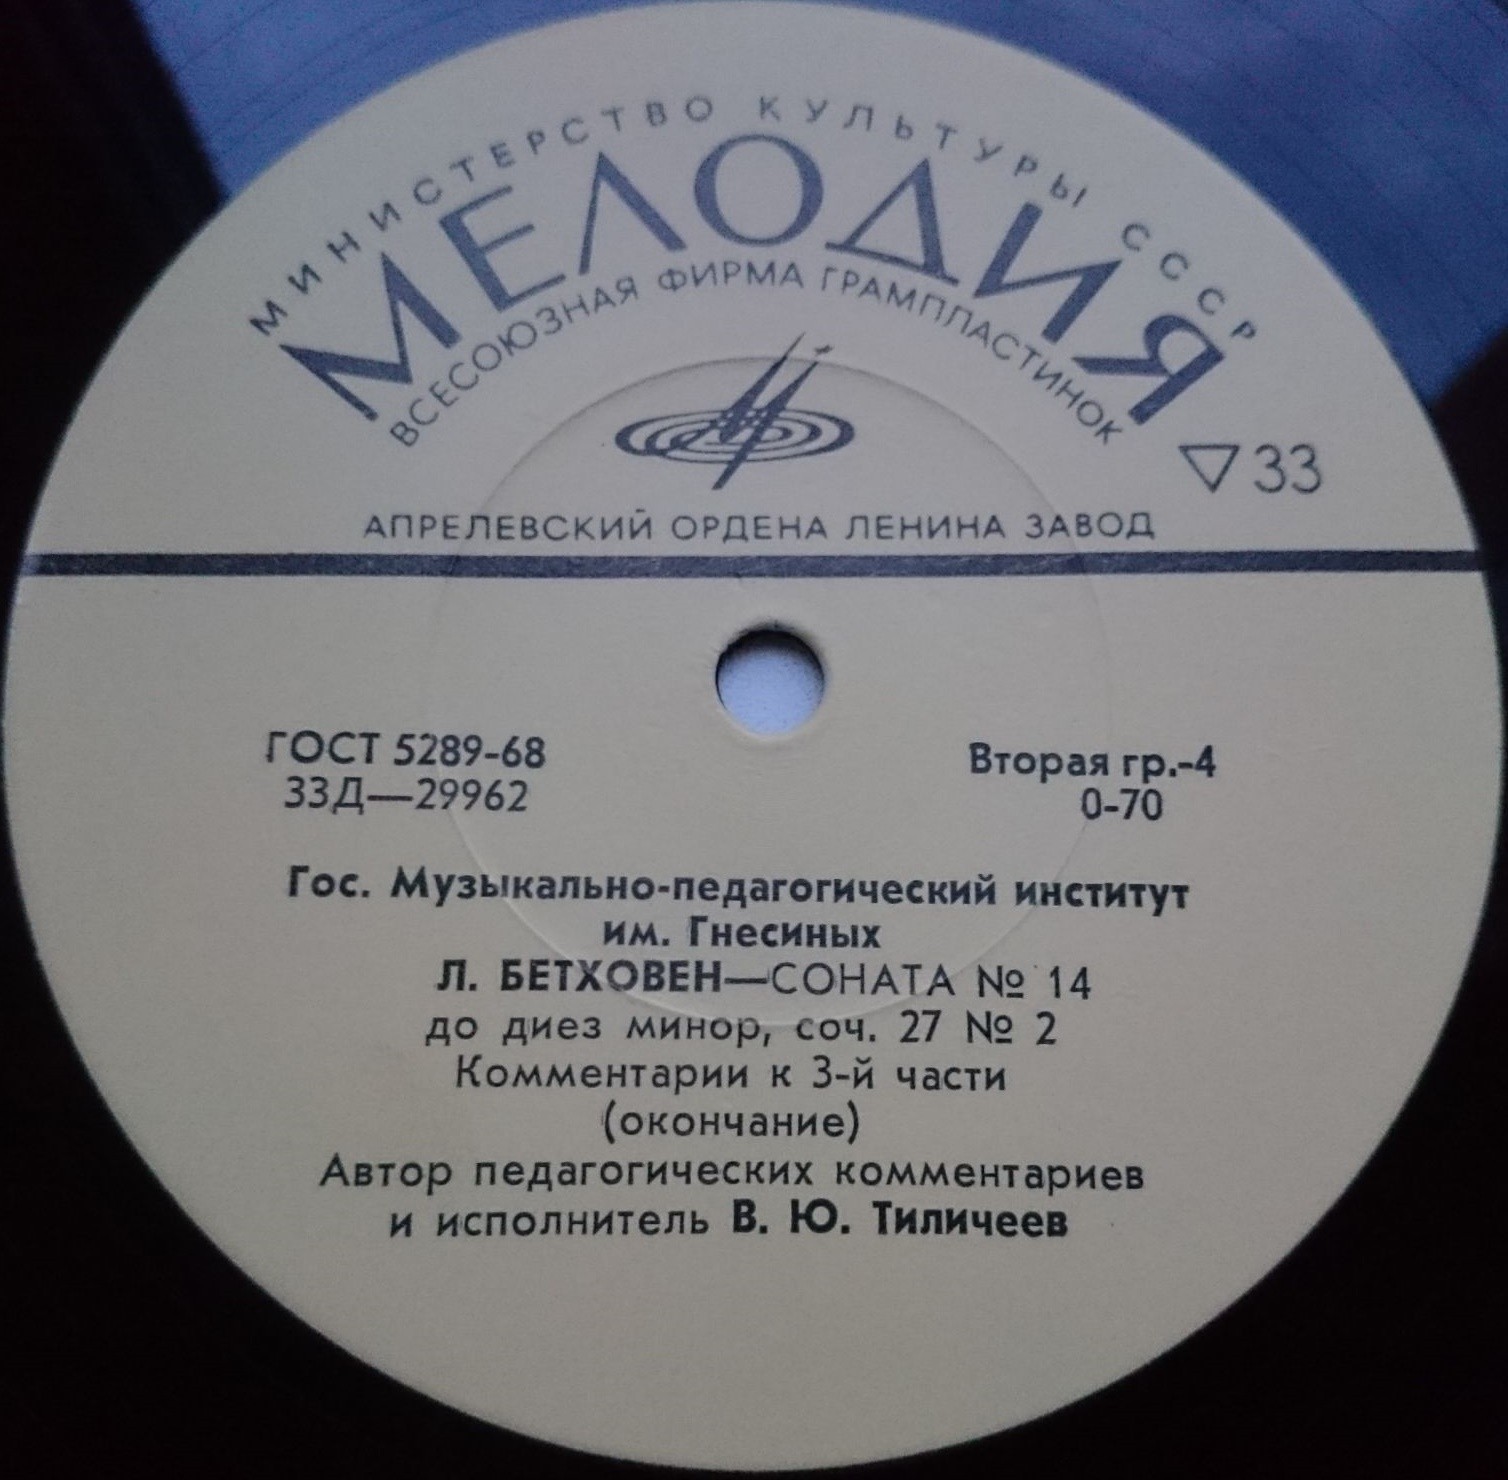 МИНИСТЕРСТВО КУЛЬТУРЫ СССР
МЕЛОДИЯ
ВСЕСОЮЗНАЯ ФИРМА ГРАМПЛАСТИНОК
33
АПРЕЛЕВСКИЙ ОРДЕНА ЛЕНИНА ЗАВОД
ГОСТ 5289-68
33Д—29962
Вторая гр.-4
0-70
Гос. Музыкально-педагогический институт
им. Гнесиных
Л. БЕТХОВЕН—СОНАТА № 14
до диез минор, соч. 27 № 2
Комментарии к 3-й части
(окончание)
Автор педагогических комментариев
и исполнитель В. Ю. Тиличеев